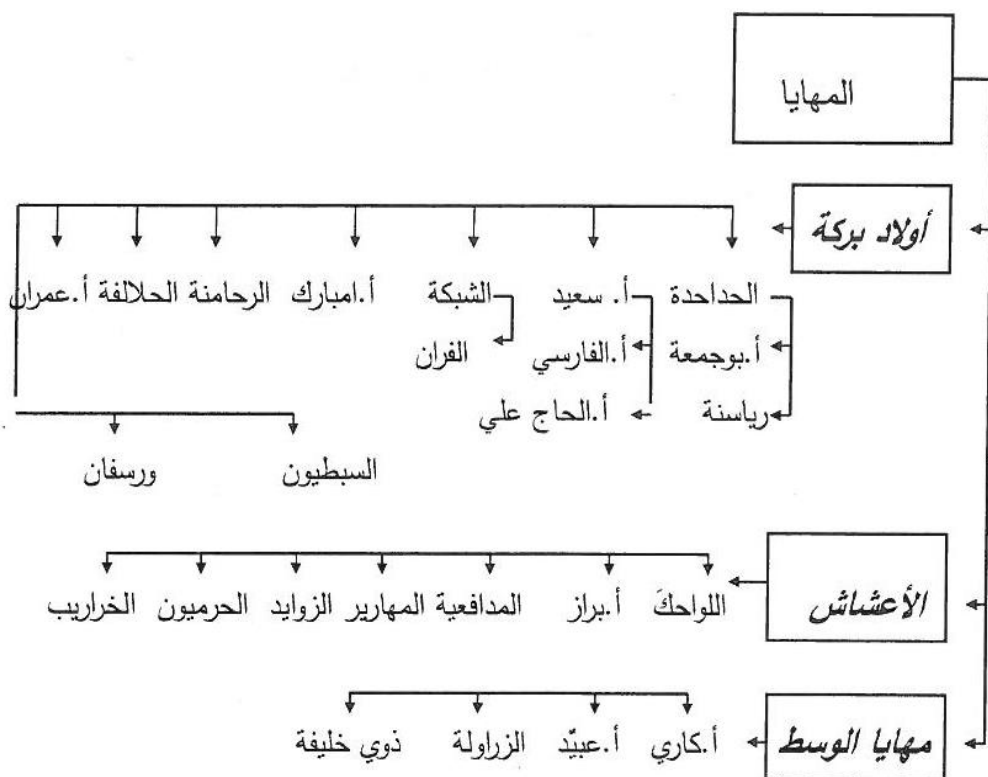 المهايا
أولاد بركة
الحداحدة أ. سعيد الشبكة أ.امبارك الرحامنة الحلالفة أ.عمران
أ.بوجمعة أ.الفارسي الفران
رياسنة أ.الحاج علي
السبطيون ورسفان
الأعشاش
اللواحكَ أ.براز المدافعية المهارير الزوايد الحرميون الخراريب
مهايا الوسط
أ.كاري أ.عبيّد الزراولة ذوي خليفة